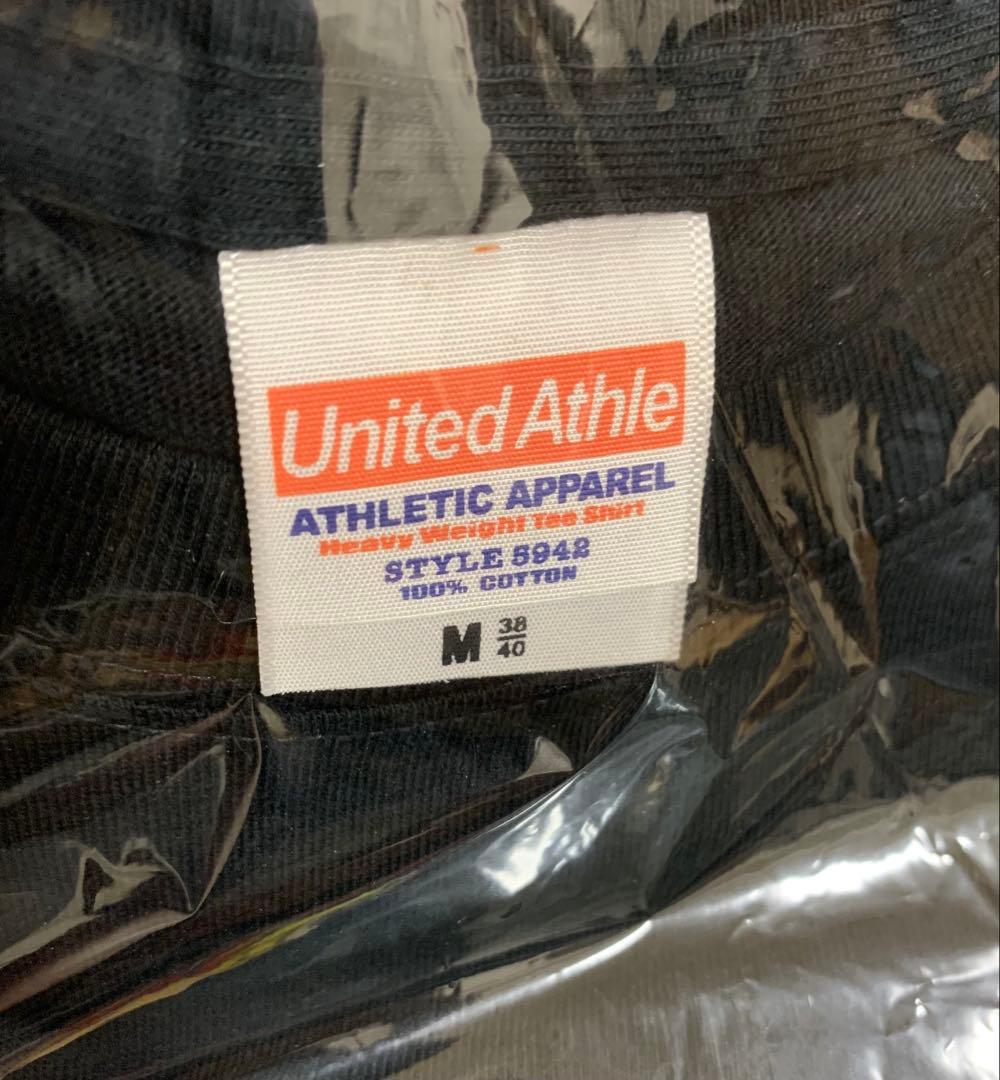 United Athle
ATHLETIC APPAREL
Heavy Weight Tee Shirt
STYLE 5942
100% COTTON
M 38/40